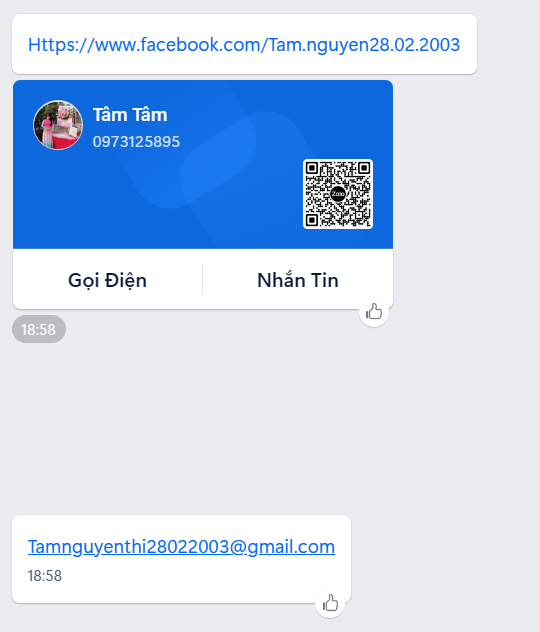 Https://www.facebook.com/Tam.nguyen28.02.2003
Tâm Tâm
0973125895
Zalo
Gọi Điện
Nhắn Tin
18:58
Tamnguyenthi28022003@gmail.com
18:58